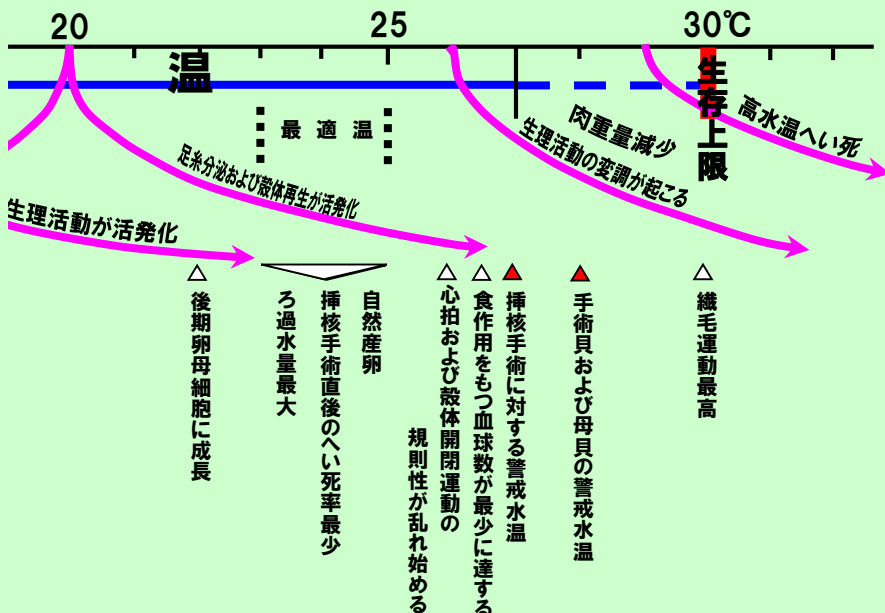 20
25
30℃
温
生存上限
高水温へい死
最適温
肉重量減少
生理活動の変調が起こる
足糸分泌および殻体再生が活発化
生理活動が活発化
後期卵母細胞に成長
ろ過水量最大
挿核手術直後のへい死率最少
自然産卵
心拍および殻体開閉運動の
規則性が乱れ始める
食作用をもつ血球数が最少に達する
挿核手術に対する警戒水温
手術貝および母貝の警戒水温
繊毛運動最高